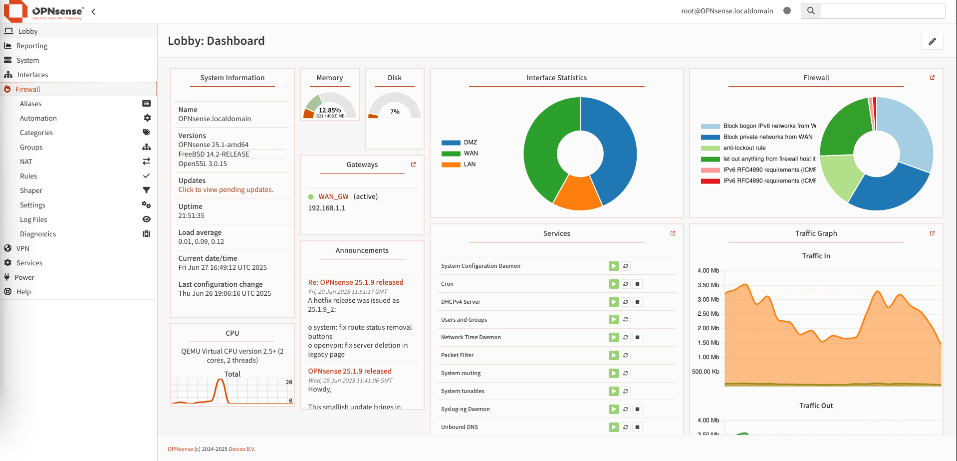 OPNsense
root@OPNsense.localdomain
Lobby
Reporting
System
Interfaces
Firewall
Aliases
Automation
Categories
Groups
NAT
Rules
Shaper
Settings
Log Files
Diagnostics
VPN
Services
Power
Help
Lobby: Dashboard
System Information
Name
OPNsense.localdomain
Versions
OPNsense 25.1-amd64
FreeBSD 14.2-RELEASE
OpenSSL 3.0.15
Updates
Click to view pending updates.
Uptime
21:51:35
Load average
0.01, 0.09, 0.12
Current date/time
Fri Jun 27 16:49:12 UTC 2025
Last configuration change
Thu Jun 26 19:06:16 UTC 2025
CPU
QEMU Virtual CPU version 2.5+ (2
cores, 2 threads)
Total
20
0
Memory
12.85%
Disk
7%
Gateways
WAN_GW (active)
192.168.1.1
Announcements
Re: OPNsense 25.1.9 released
Fri, 20 Jun 2025 11:51:17 GMT
A hotfix release was issued as
25.1.9_2:
o system: fix route status removal
buttons
o openvpn: fix server deletion in
legacy page
OPNsense 25.1.9 released
Wed, 18 Jun 2025 11:41:06 GMT
Howdy,
This smallish update brings in
Interface Statistics
DMZ
WAN
LAN
Services
System Configuration Daemon
Cron
DHCPv4 Server
Users and Groups
Network Time Daemon
Packet Filter
System routing
System tunables
Syslog-ng Daemon
Unbound DNS
Firewall
Block bogon IPv6 networks from W
Block private networks from WAN
anti-lockout rule
let out anything from firewall host it
IPv6 RFC4890 requirements (ICMP
IPv6 RFC4890 requirements (ICMP
Traffic Graph
Traffic In
4.00 Mb
3.50 Mb
3.00 Mb
2.50 Mb
2.00 Mb
1.50 Mb
1.00 Mb
500.00 Kb
Traffic Out
4.00 Mb
3.50 Mb
OPNsense (c) 2014-2025 Deciso B.V.